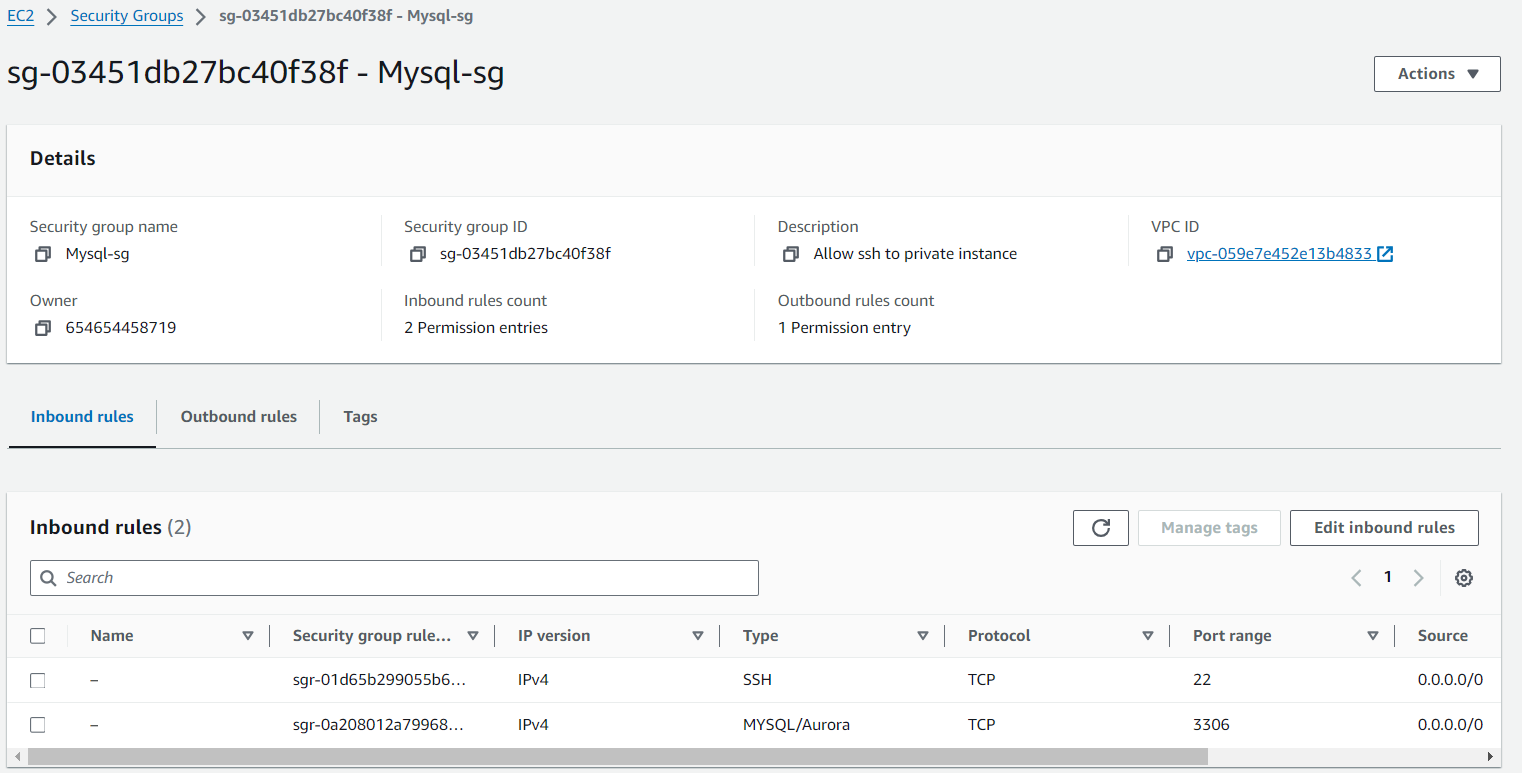 EC2 > Security Groups > sg-03451db27bc40f38f - Mysql-sg
sg-03451db27bc40f38f - Mysql-sg
Actions
Details
Security group name
Mysql-sg
Security group ID
sg-03451db27bc40f38f
Description
Allow ssh to private instance
VPC ID
vpc-059e7e452e13b4833
Owner
654654458719
Inbound rules count
2 Permission entries
Outbound rules count
1 Permission entry
Inbound rules
Outbound rules
Tags
Inbound rules (2)
Manage tags
Edit inbound rules
Search
1
Name Security group rule... IP version Type Protocol Port range Source
– sgr-01d65b299055b6... IPv4 SSH TCP 22 0.0.0.0/0
– sgr-0a208012a79968... IPv4 MYSQL/Aurora TCP 3306 0.0.0.0/0